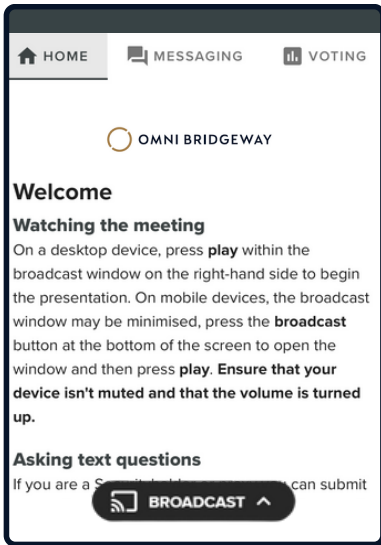 HOME MESSAGING VOTING
OMNI BRIDGEWAY
Welcome
Watching the meeting
On a desktop device, press play within the
broadcast window on the right-hand side to begin
the presentation. On mobile devices, the broadcast
window may be minimised, press the broadcast
button at the bottom of the screen to open the
window and then press play. Ensure that your
device isn't muted and that the volume is turned
up.
Asking text questions
If you are a can submit
BROADCAST